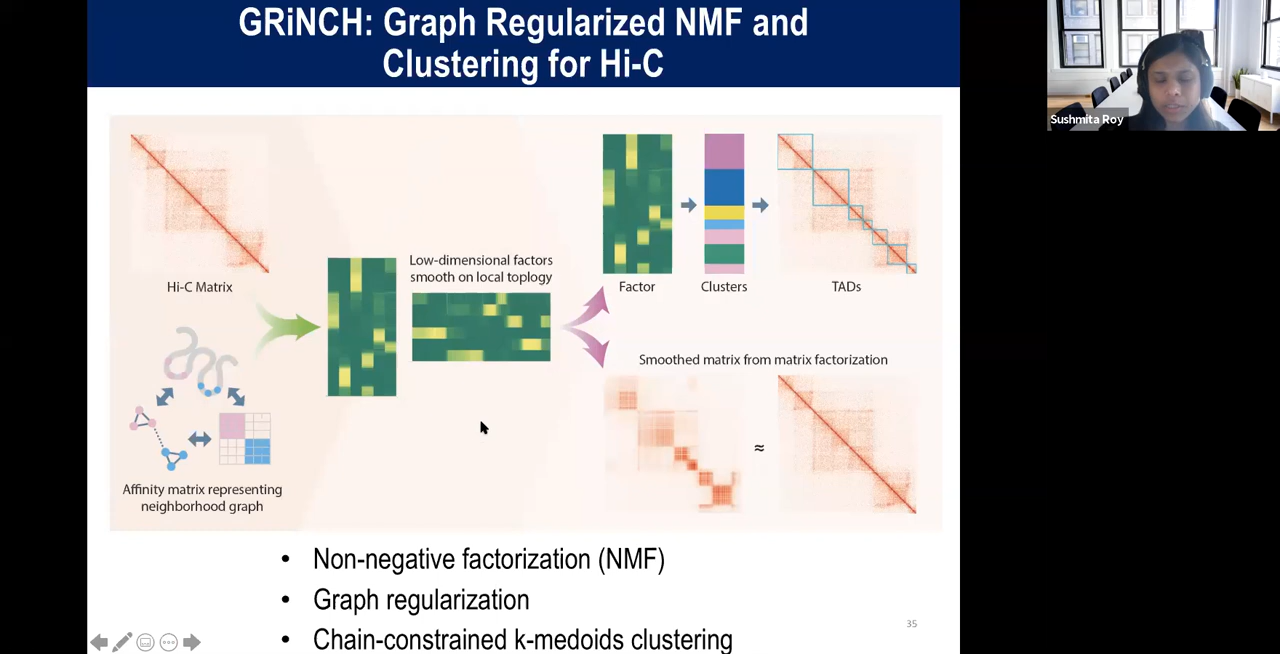 GRiNCH: Graph Regularized NMF and
Clustering for Hi-C
Sushmita Roy
Hi-C Matrix
Low-dimensional factors
smooth on local toplogy
Factor
Clusters
TADs
Smoothed matrix from matrix factorization
≈
Affinity matrix representing
neighborhood graph
• Non-negative factorization (NMF)
• Graph regularization
• Chain-constrained k-medoids clustering
35